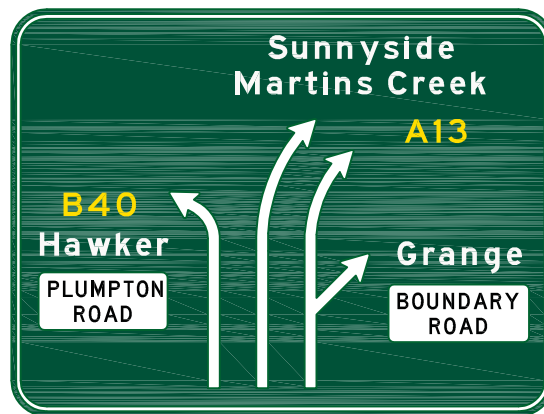 Sunnyside
Martins Creek
A13
B40
Hawker
PLUMPTON
ROAD
Grange
BOUNDARY
ROAD